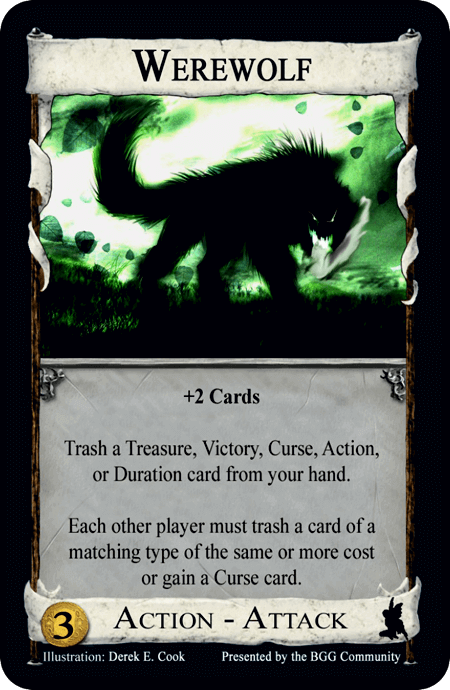 Werewolf
+2 Cards
Trash a Treasure, Victory, Curse, Action,
or Duration card from your hand.
Each other player must trash a card of a
matching type of the same or more cost
or gain a Curse card.
3
Action - Attack
Illustration: Derek E. Cook
Presented by the BGG Community